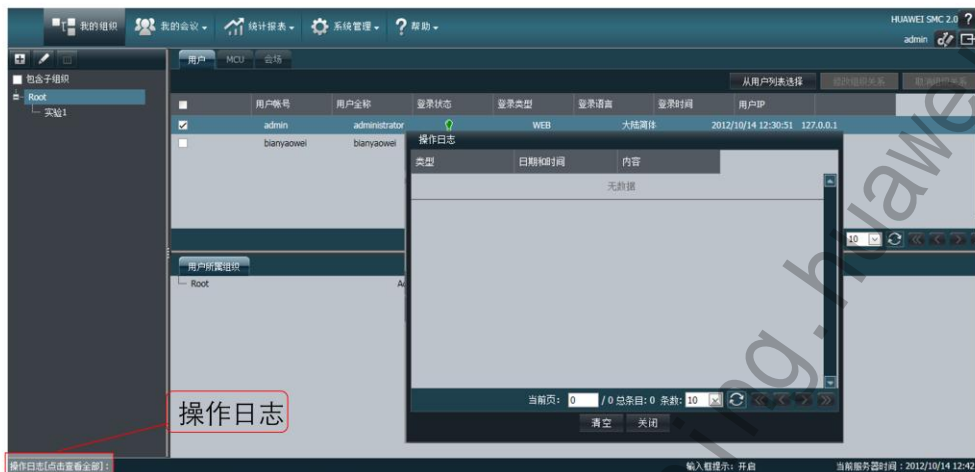 HUAWEI SMC 2.0
我的组织 我的会议 统计报表 系统管理 帮助
admin
用户 MCU 会场
包含子组织
从用户列表选择 修改组织关系
Root
实验1
用户帐号 用户全称 登录状态 登录类型 登录语言 登录时间 用户IP
admin administrator WEB 大陆简体 2012/10/14 12:30:51 127.0.0.1
bianyaowei bianyaowei
操作日志
类型 日期和时间 内容
无数据
10
用户所属组织
Root
当前页: 0 / 0 总条目: 0 条数: 10
清空 关闭
操作日志
操作日志[点击查看全部]:
输入框提示: 开启
当前服务器时间: 2012/10/14 12:42